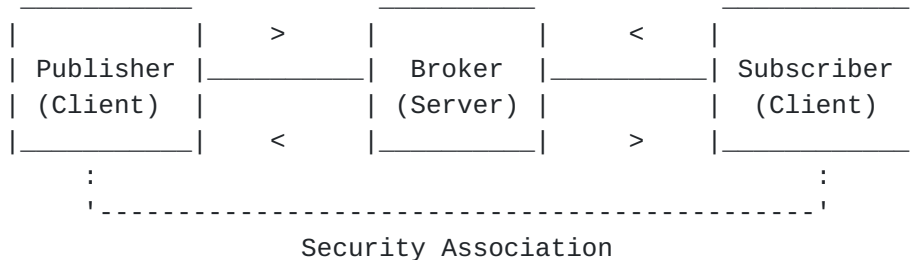 > <
Publisher Broker Subscriber
(Client) (Server) (Client)
< >
Security Association